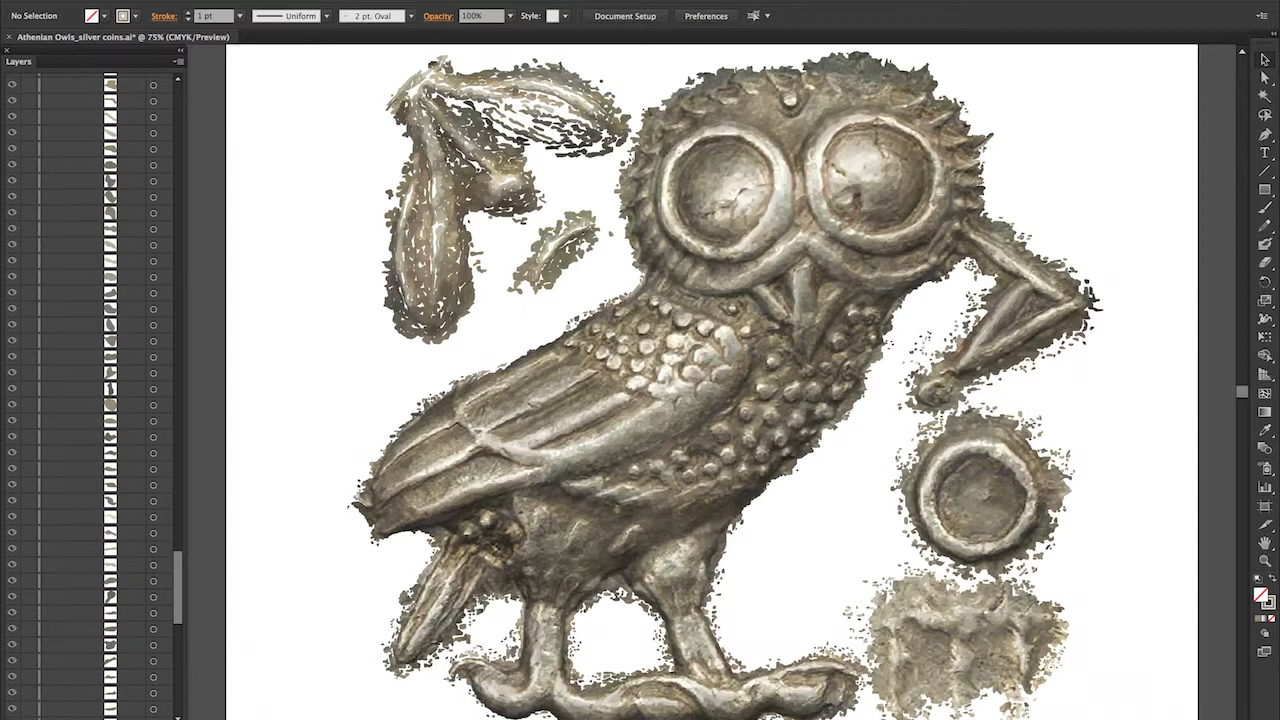 No Selection Stroke: 1 pt Uniform 2 pt. Oval Opacity: 100% Style: Document Setup Preferences
× Athenian Owls_silver coins.ai* @ 75% (CMYK/Preview)
Layers